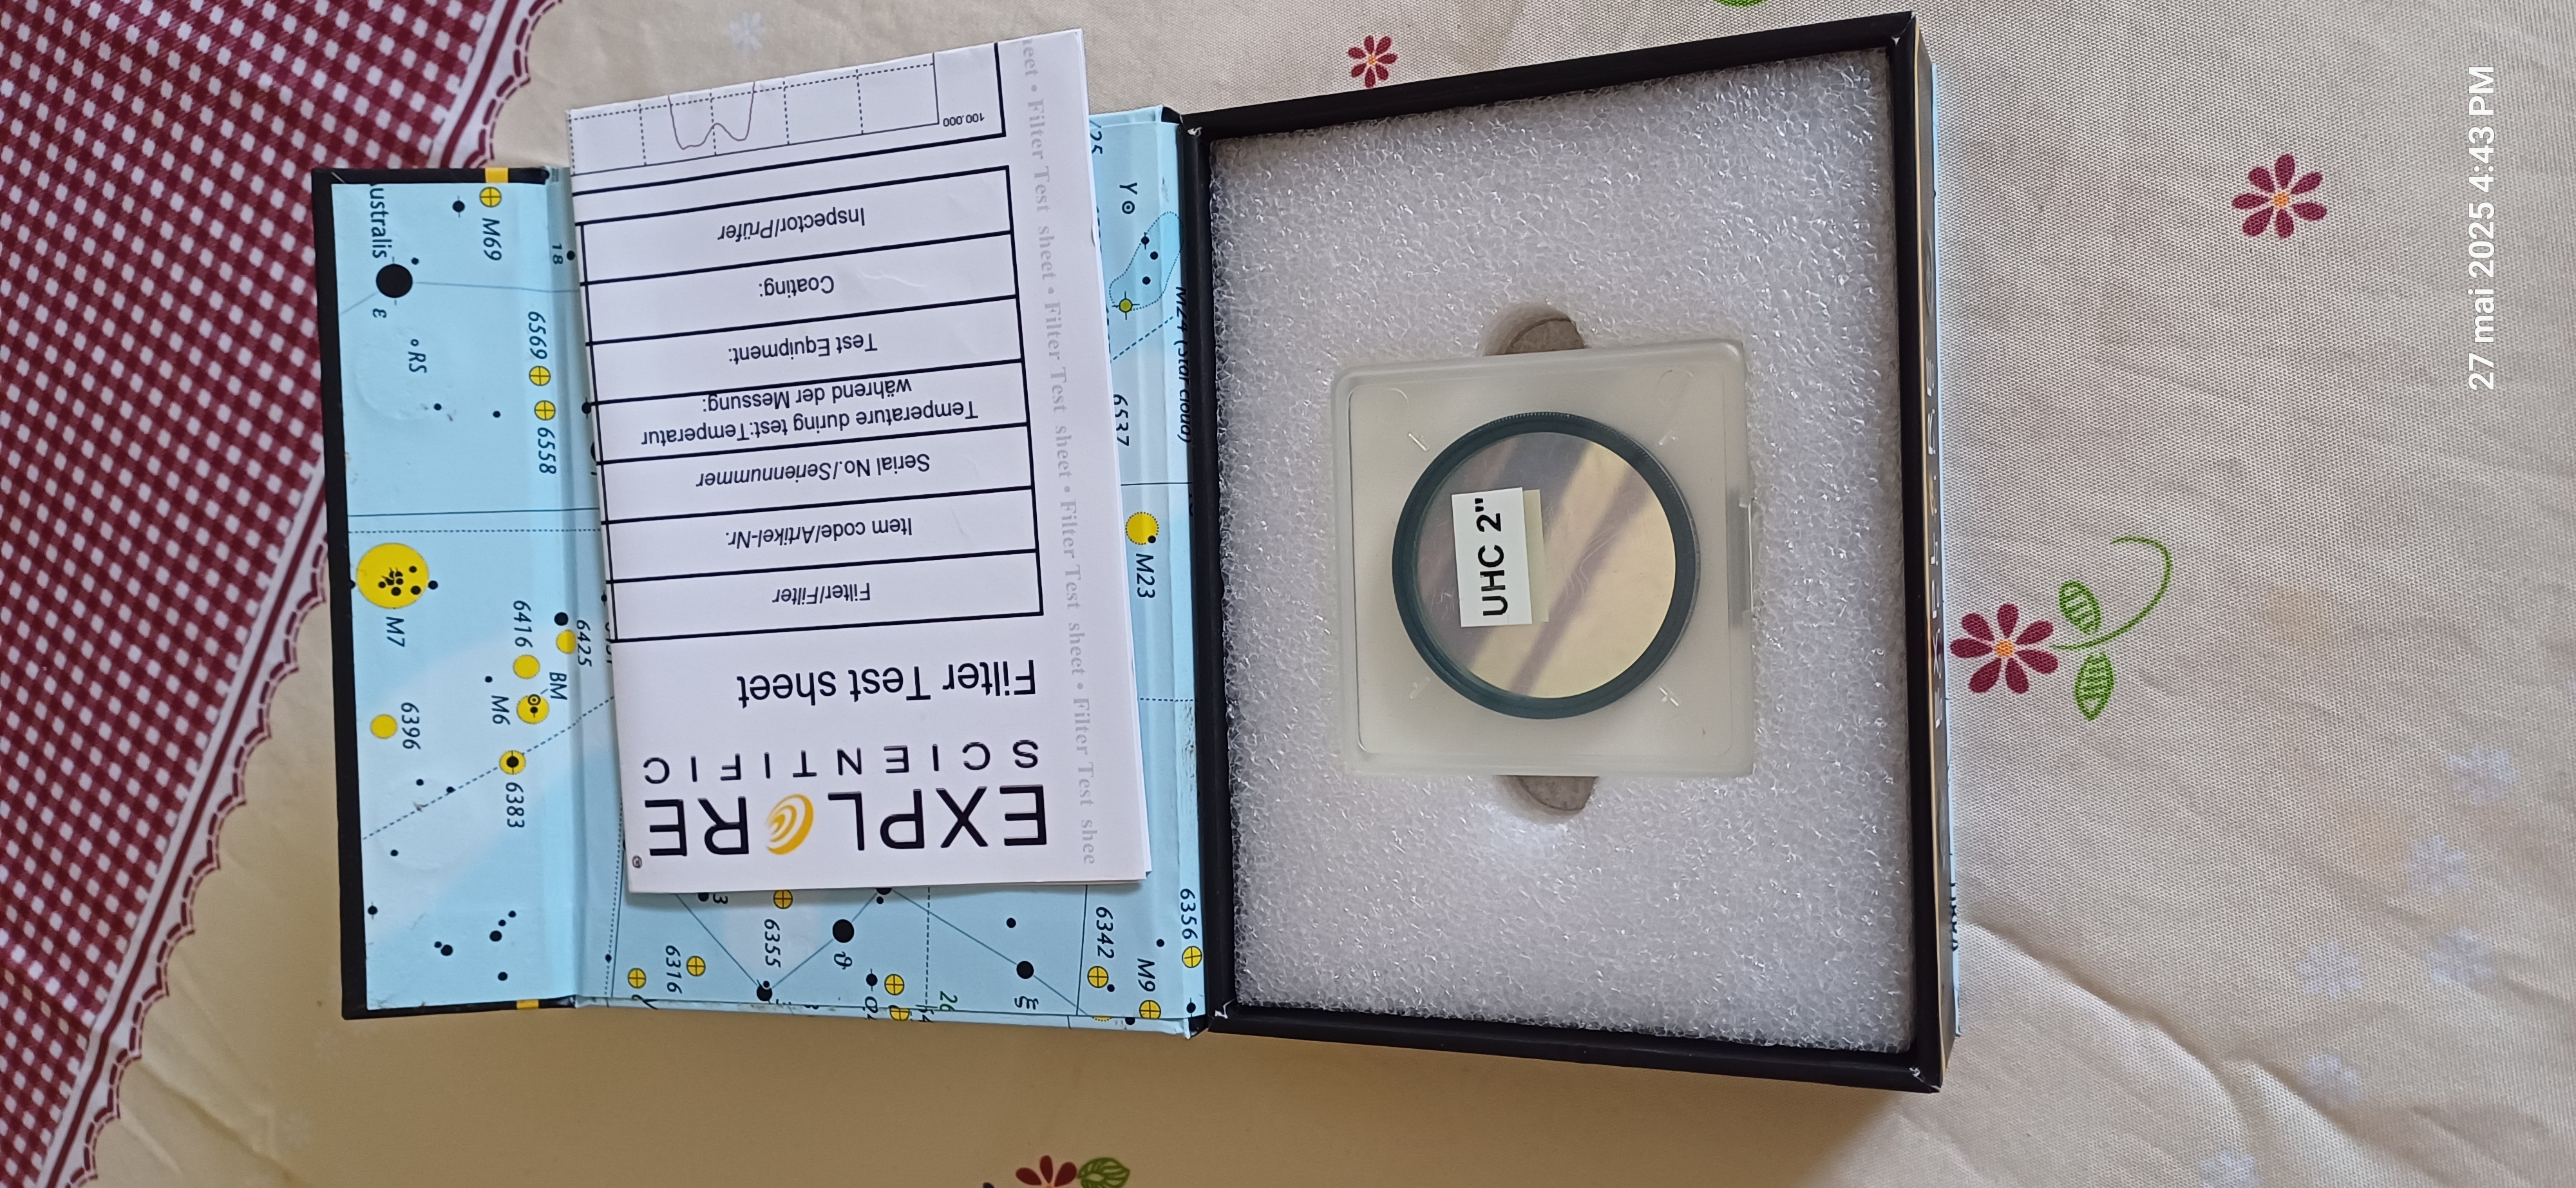 EXPLORE®
SCIENTIFIC
Filter Test sheet
Filter/Filter
Item code/Artikel-Nr.
Serial No./Seriennummer
Temperature during test:Temperatur
während der Messung:
Test Equipment:
Coating:
Inspector/Prüfer
100.000
Filter Test sheet • Filter Test sheet • Filter Test sheet • Filter Test shee
UHC 2"
ustralis
M69
18
ε
RS
6569
6558
M7
6416
6425
BM
M6
6396
6383
6355
6316
ξ
26
6342
M9
6356
M23
6537
M24 (Star cloud)
Y
27 mai 2025 4:43 PM